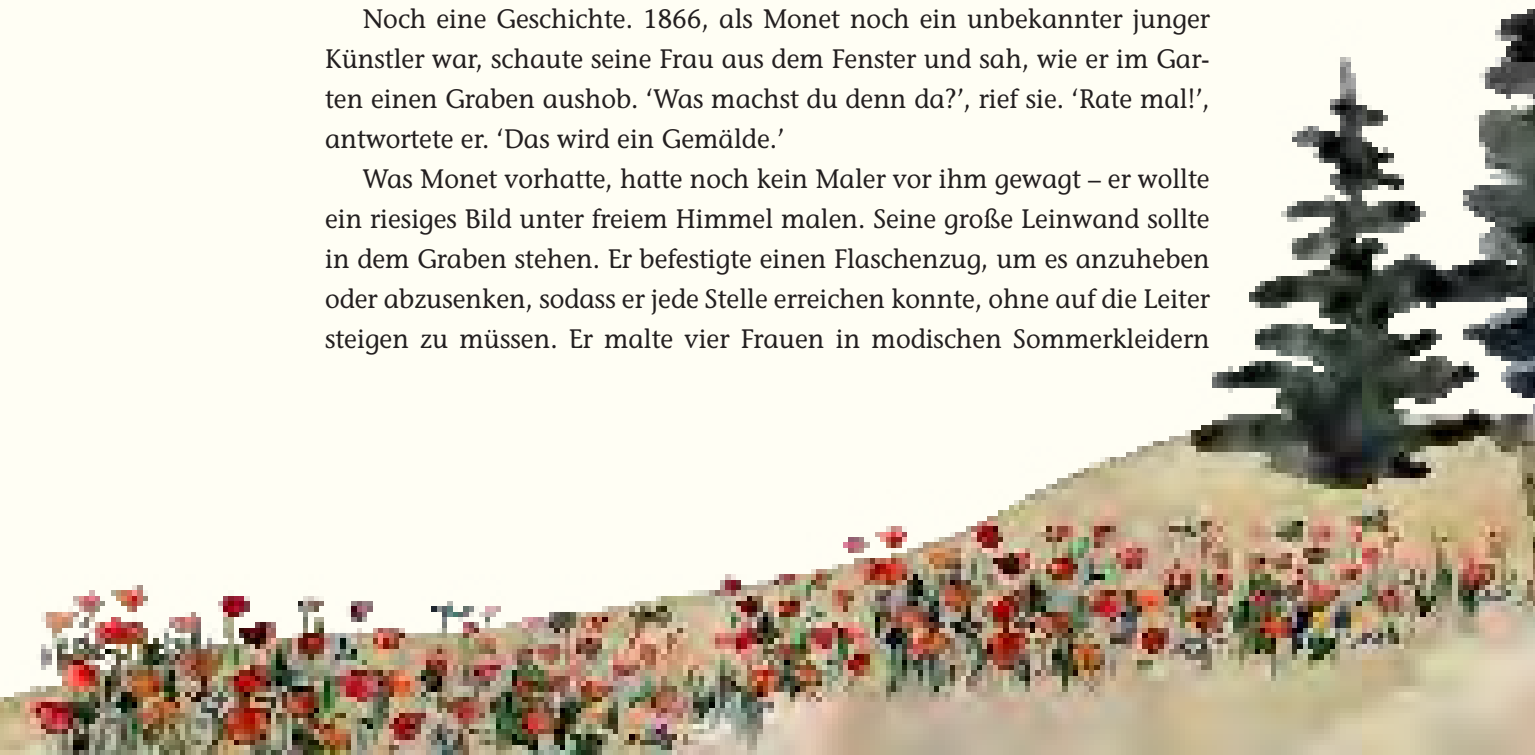 Noch eine Geschichte. 1866, als Monet noch ein unbekannter junger
Künstler war, schaute seine Frau aus dem Fenster und sah, wie er im Gar-
ten einen Graben aushob. ‘Was machst du denn da?’, rief sie. ‘Rate mal!’,
antwortete er. ‘Das wird ein Gemälde.’
Was Monet vorhatte, hatte noch kein Maler vor ihm gewagt – er wollte
ein riesiges Bild unter freiem Himmel malen. Seine große Leinwand sollte
in dem Graben stehen. Er befestigte einen Flaschenzug, um es anzuheben
oder abzusenken, sodass er jede Stelle erreichen konnte, ohne auf die Leiter
steigen zu müssen. Er malte vier Frauen in modischen Sommerkleidern